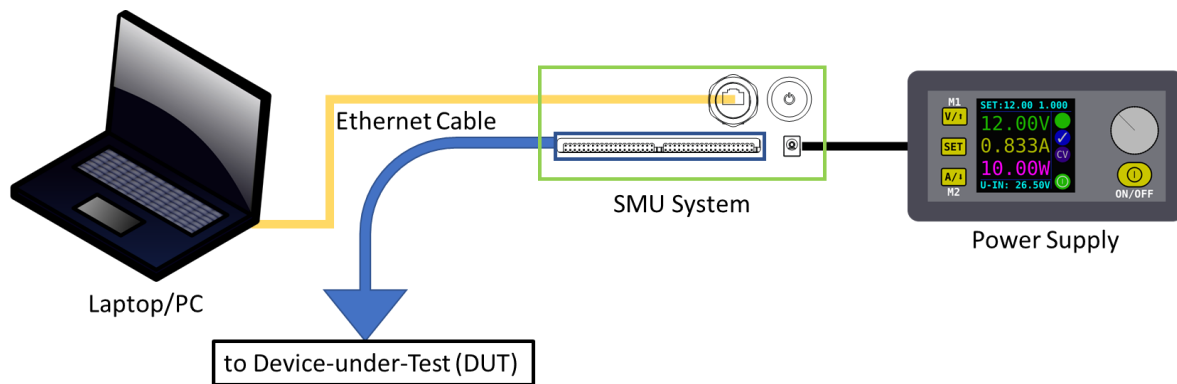 Ethernet Cable
SMU System
Laptop/PC
to Device-under-Test (DUT)
M1
V/↑
SET
A/↓
M2
SET:12.00 1.000
12.00V
0.833A
10.00W
U-IN: 26.50V
✓
CV
ON/OFF
Power Supply